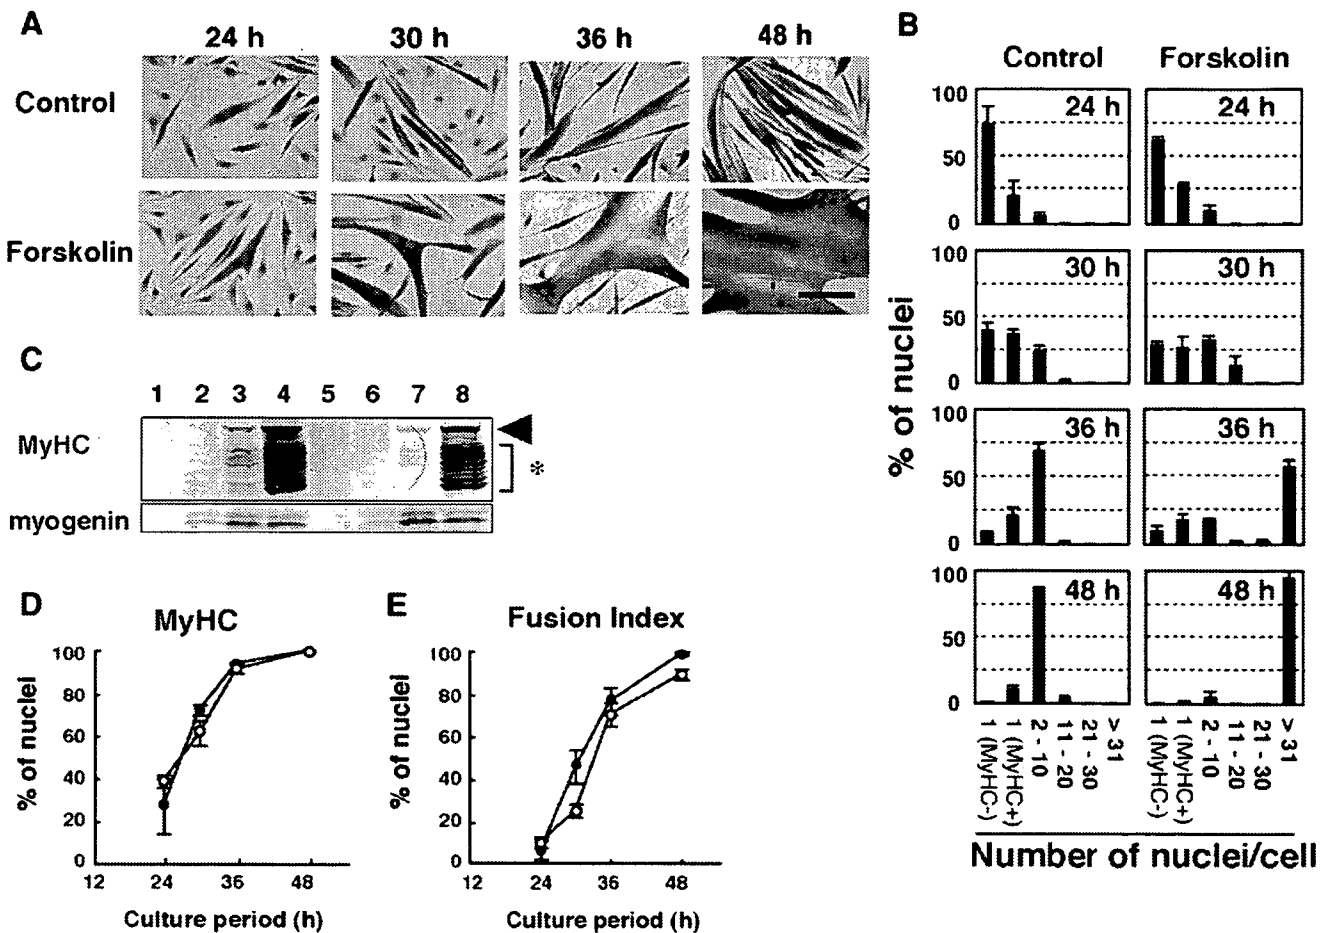 A
24 h 30 h 36 h 48 h
Control
Forskolin
B
Control Forskolin
% of nuclei
100 24 h 24 h
50
0
100 30 h 30 h
50
0
100 36 h 36 h
50
0
100 48 h 48 h
50
0
1 (MyHC-)
1 (MyHC+)
2 - 10
11 - 20
21 - 30
> 31
1 (MyHC-)
1 (MyHC+)
2 - 10
11 - 20
21 - 30
> 31
Number of nuclei/cell
C
1 2 3 4 5 6 7 8
MyHC
*
myogenin
D
MyHC
% of nuclei
100
80
60
40
20
0
12 24 36 48
Culture period (h)
E
Fusion Index
% of nuclei
100
80
60
40
20
0
12 24 36 48
Culture period (h)